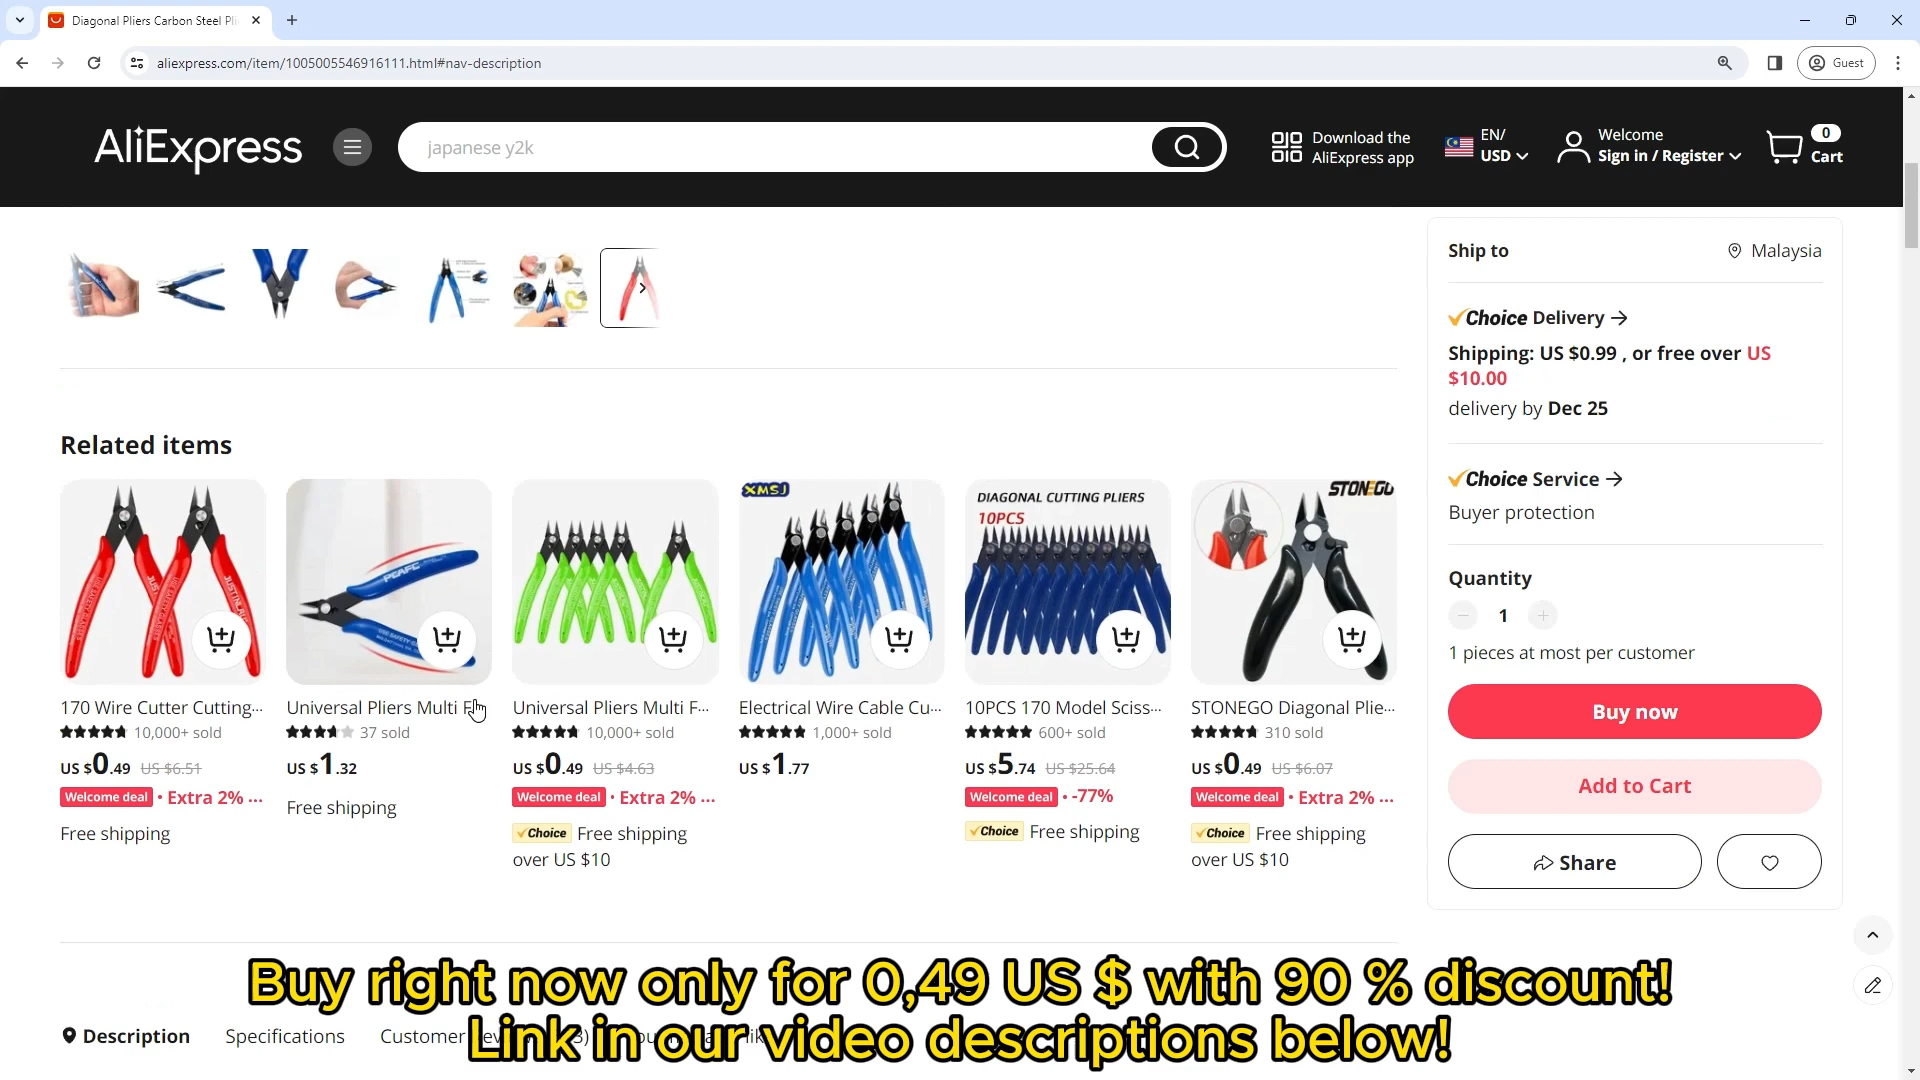 Diagonal Pliers Carbon Steel Pli
aliexpress.com/item/1005005546916111.html#nav-description
Guest
AliExpress
japanese y2k
Download the
AliExpress app
EN/
USD
Welcome
Sign in / Register
0
Cart
Ship to
Malaysia
Choice Delivery →
Shipping: US $0.99 , or free over US
$10.00
delivery by Dec 25
Choice Service →
Buyer protection
Quantity
1
1 pieces at most per customer
Buy now
Add to Cart
Share
Related items
XMSJ
DIAGONAL CUTTING PLIERS
10PCS
STONEGO
170 Wire Cutter Cutting···
10,000+ sold
US $0.49 US $6.51
Welcome deal · Extra 2% ...
Free shipping
Universal Pliers Multi
37 sold
US $1.32
Free shipping
Universal Pliers Multi F···
10,000+ sold
US $0.49 US $4.63
Welcome deal · Extra 2% ...
Choice Free shipping
over US $10
Electrical Wire Cable Cu···
1,000+ sold
US $1.77
10PCS 170 Model Sciss···
600+ sold
US $5.74 US $25.64
Welcome deal · -77%
Choice Free shipping
STONEGO Diagonal Plie···
310 sold
US $0.49 US $6.07
Welcome deal · Extra 2% ...
Choice Free shipping
over US $10
Buy right now only for 0,49 US $ with 90 % discount!
Description Specifications Customer
Link in our video descriptions below!